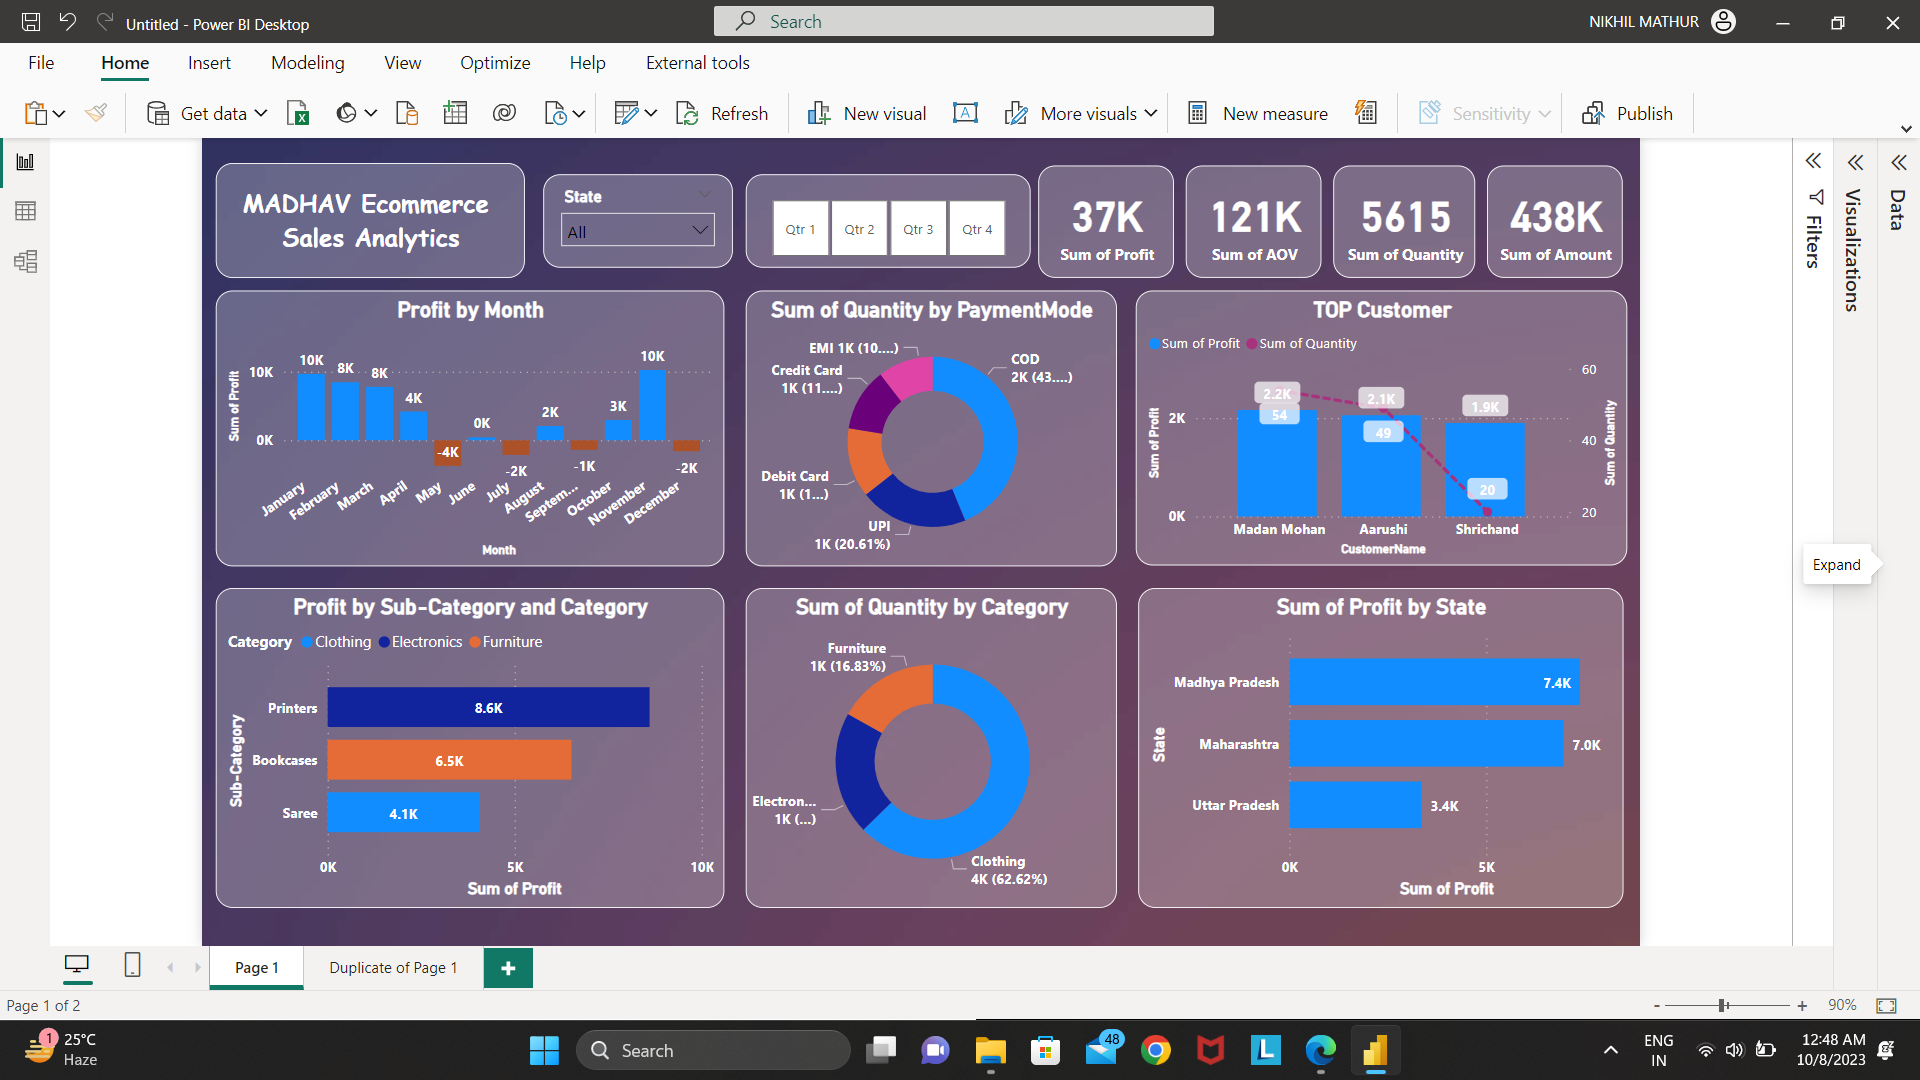 Untitled - Power BI Desktop
Search
NIKHIL MATHUR
File
Home
Insert
Modeling
View
Optimize
Help
External tools
Get data
Refresh
New visual
More visuals
New measure
Sensitivity
Publish
MADHAV Ecommerce
Sales Analytics
State
All
Qtr 1
Qtr 2
Qtr 3
Qtr 4
37K
Sum of Profit
121K
Sum of AOV
5615
Sum of Quantity
438K
Sum of Amount
Filters
Visualizations
Data
Profit by Month
Sum of Profit
10K
0K
10K
8K
8K
4K
-4K
0K
-2K
2K
-1K
3K
10K
-2K
January
February
March
April
May
June
July
August
Septem...
October
November
December
Month
Sum of Quantity by PaymentMode
EMI 1K (10....)
Credit Card
1K (11....)
COD
2K (43....)
Debit Card
1K (1...)
UPI
1K (20.61%)
TOP Customer
Sum of Profit
Sum of Quantity
Sum of Profit
2K
0K
2.2K
54
2.1K
49
1.9K
20
60
40
20
Sum of Quantity
Madan Mohan
Aarushi
Shrichand
CustomerName
Expand
Profit by Sub-Category and Category
Category
Clothing
Electronics
Furniture
Sub-Category
Printers
8.6K
Bookcases
6.5K
Saree
4.1K
0K
5K
10K
Sum of Profit
Sum of Quantity by Category
Furniture
1K (16.83%)
Electron...
1K (...)
Clothing
4K (62.62%)
Sum of Profit by State
State
Madhya Pradesh
7.4K
Maharashtra
7.0K
Uttar Pradesh
3.4K
0K
5K
Sum of Profit
Page 1
Duplicate of Page 1
+
Page 1 of 2
-
+
90%
1
25°C
Haze
Search
48
L
ENG
IN
12:48 AM
10/8/2023